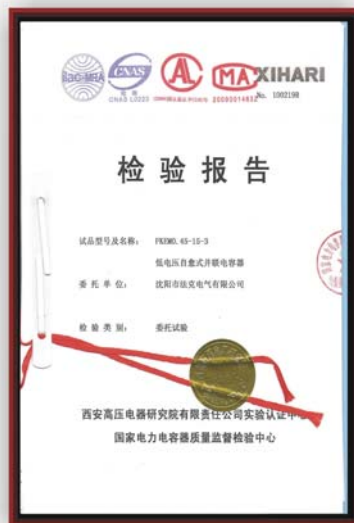 ilac-MRA
CNAS
CNAS L0223
AL
MA
2009001483Z
XIHARI
No. 1002198
检验报告
试品型号及名称： FKEM0.45-15-3
低电压自愈式并联电容器
委托单位： 沈阳市法克电气有限公司
检验类别： 委托试验
西安高压电器研究院有限责任公司实验认证中心
国家电力电容器质量监督检验中心